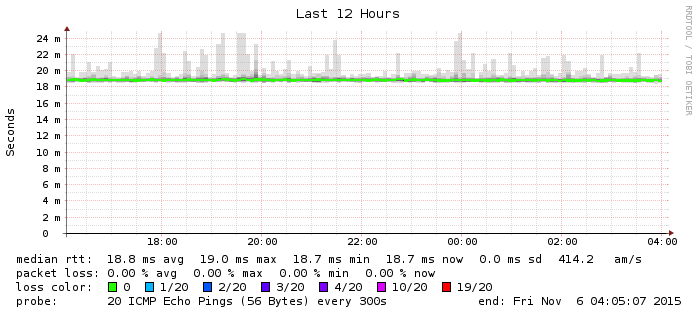 Last 12 Hours
RRDTOOL / TOBI OETIKER
Seconds
24 m
22 m
20 m
18 m
16 m
14 m
12 m
10 m
8 m
6 m
4 m
2 m
0
18:00 20:00 22:00 00:00 02:00 04:00
median rtt: 18.8 ms avg 19.0 ms max 18.7 ms min 18.7 ms now 0.0 ms sd 414.2 am/s
packet loss: 0.00 % avg 0.00 % max 0.00 % min 0.00 % now
loss color: 0 1/20 2/20 3/20 4/20 10/20 19/20
probe: 20 ICMP Echo Pings (56 Bytes) every 300s end: Fri Nov 6 04:05:07 2015